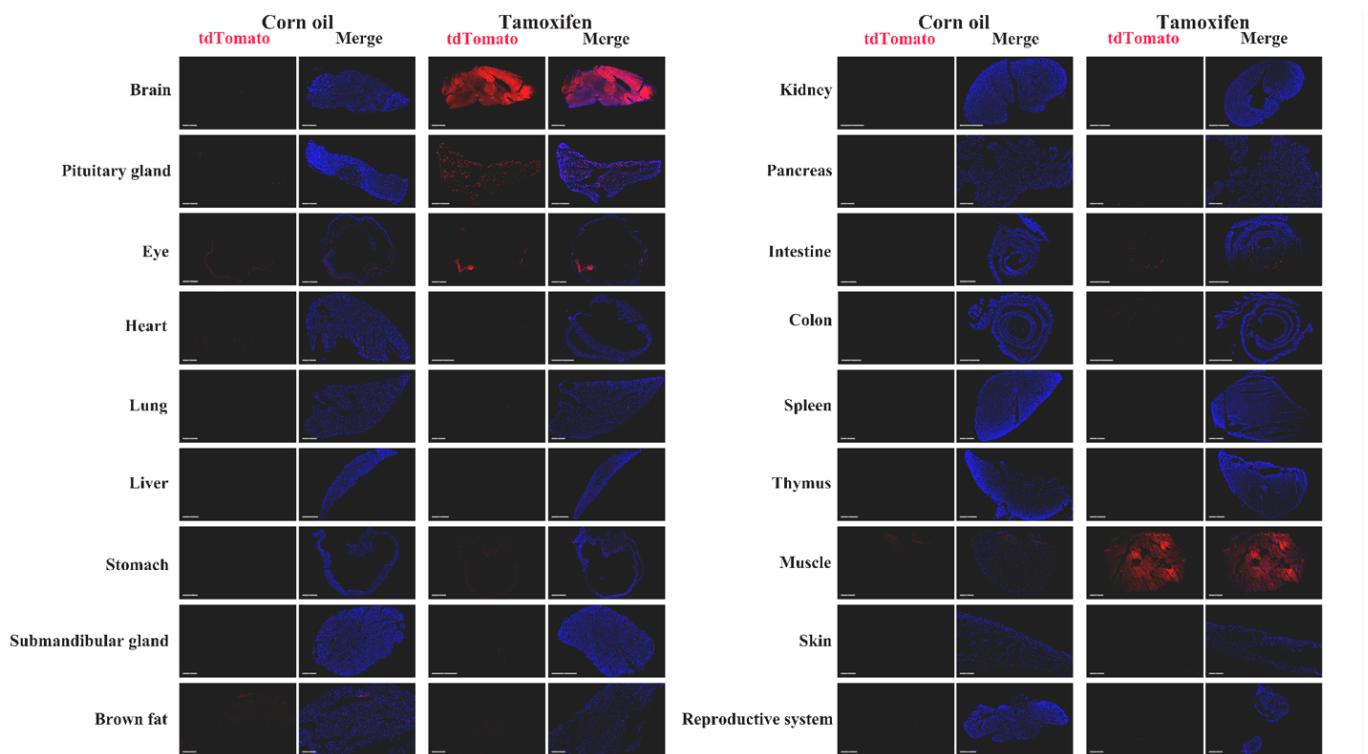 Corn oil Tamoxifen Corn oil Tamoxifen
tdTomato Merge tdTomato Merge tdTomato Merge tdTomato Merge
Brain Kidney
Pituitary gland Pancreas
Eye Intestine
Heart Colon
Lung Spleen
Liver Thymus
Stomach Muscle
Submandibular gland Skin
Brown fat Reproductive system